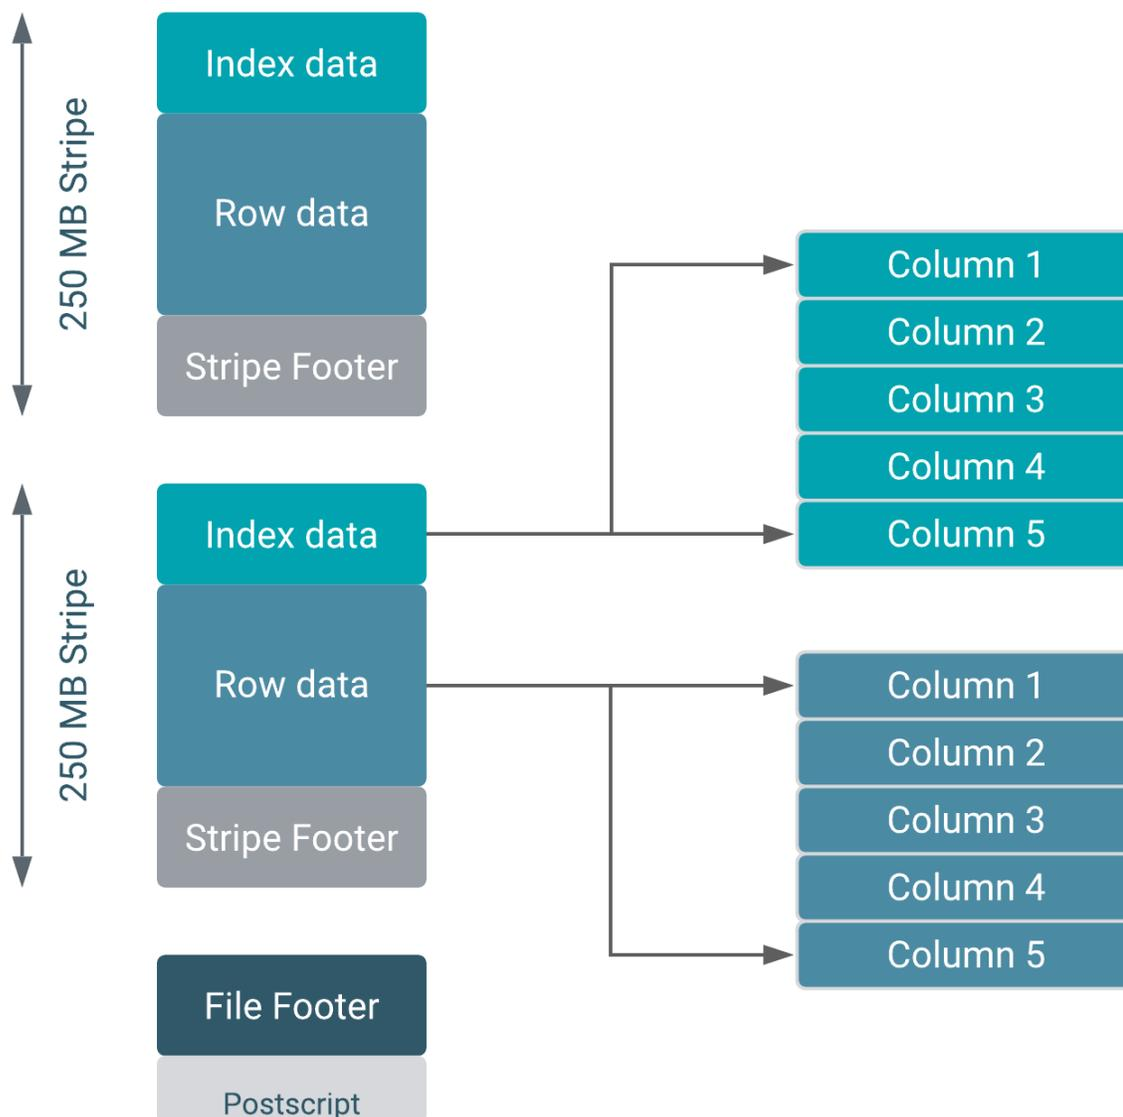 250 MB Stripe
Index data
Row data
Stripe Footer
250 MB Stripe
Index data
Row data
Stripe Footer
File Footer
Postscript
Column 1
Column 2
Column 3
Column 4
Column 5
Column 1
Column 2
Column 3
Column 4
Column 5